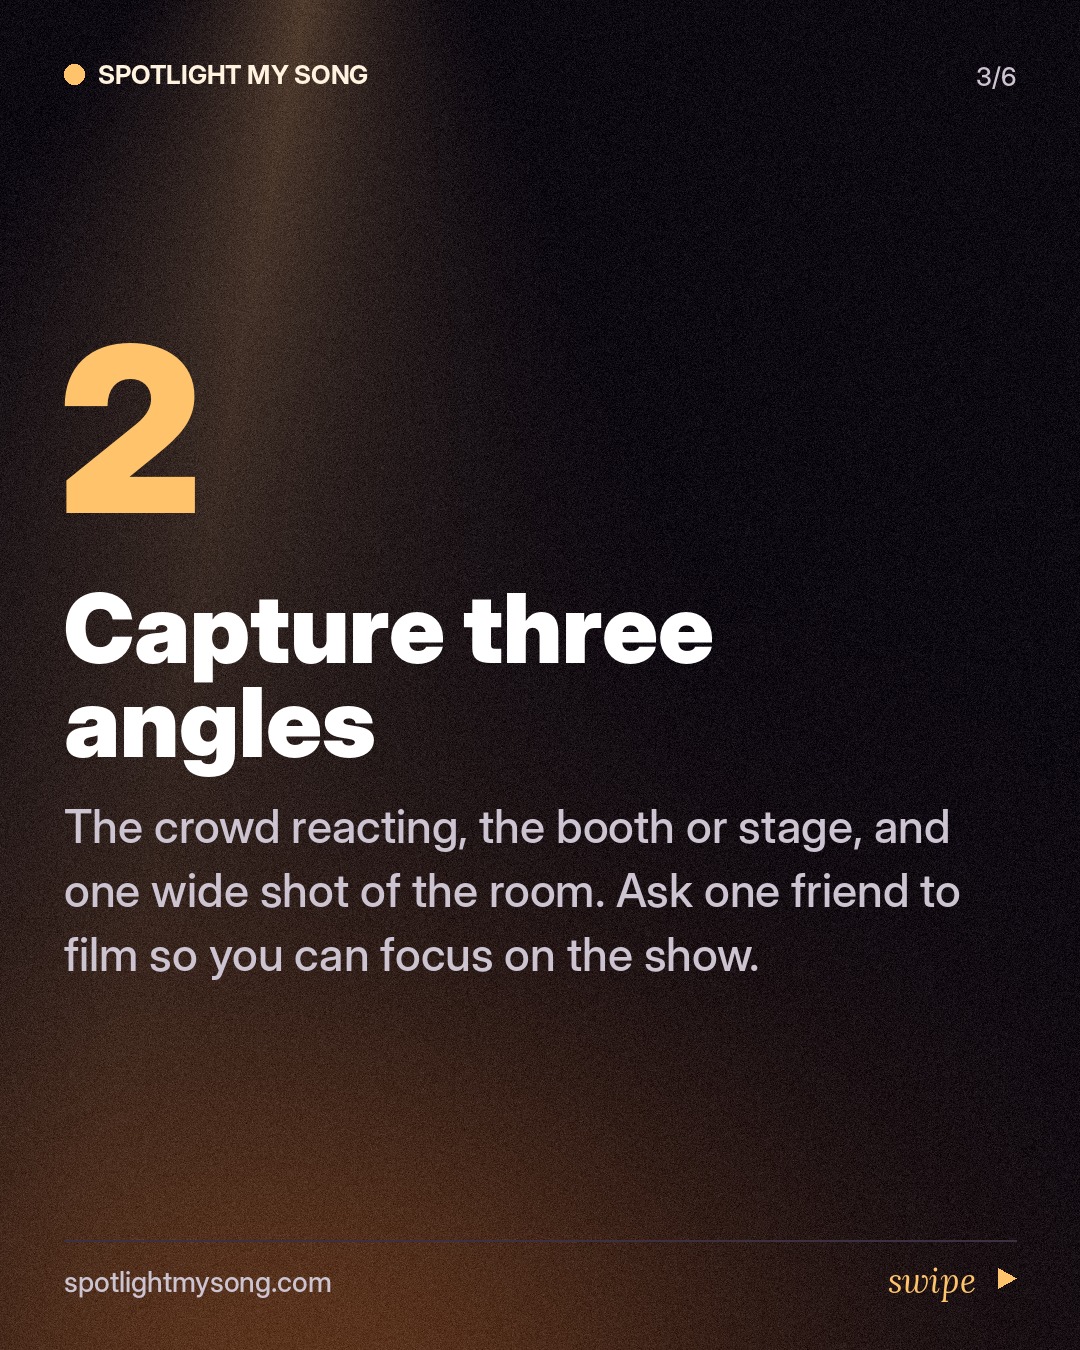 SPOTLIGHT MY SONG
3/6
2
Capture three
angles
The crowd reacting, the booth or stage, and
one wide shot of the room. Ask one friend to
film so you can focus on the show.
spotlightmysong.com
swipe